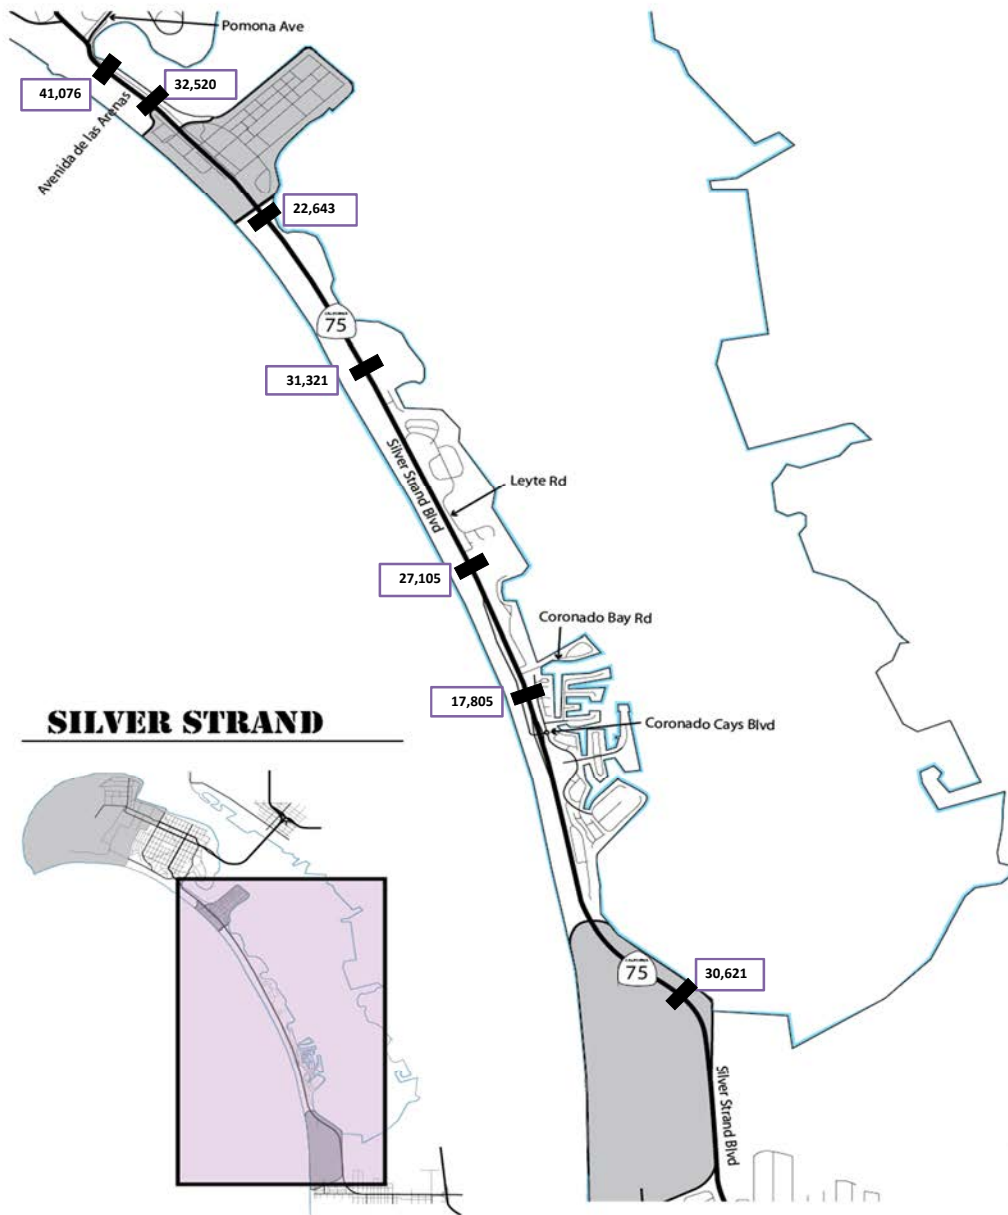 Pomona Ave
41,076
32,520
Avenida de las Arenas
22,643
CALIFORNIA
75
31,321
Silver Strand Blvd
Leyte Rd
27,105
Coronado Bay Rd
17,805
Coronado Cays Blvd
SILVER STRAND
CALIFORNIA
75
30,621
Silver Strand Blvd